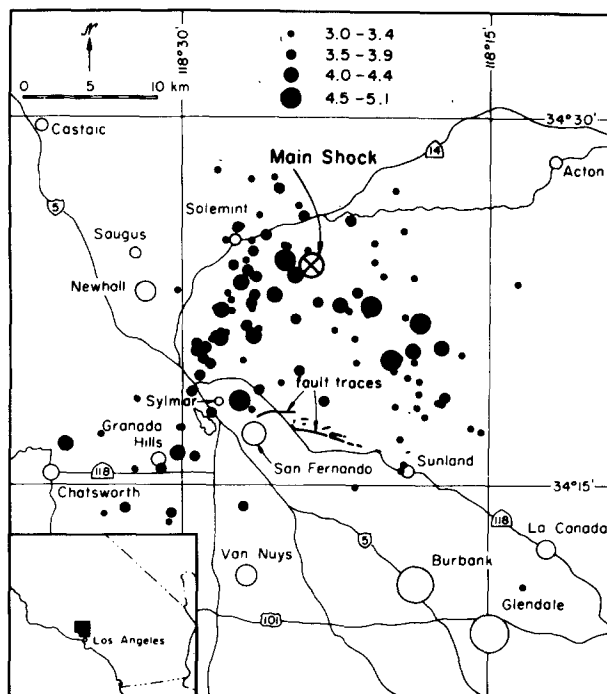 N
0 5 10 km
118°30'
118°15'
3.0 – 3.4
3.5 – 3.9
4.0 – 4.4
4.5 – 5.1
34°30'
Castaic
Main Shock
14
Acton
5
Solemint
Saugus
Newhall
fault traces
Sylmar
Granada
Hills
San Fernando
Sunland
118
34°15'
Chatsworth
118
La Canada
5
Van Nuys
Burbank
Glendale
101
Los Angeles